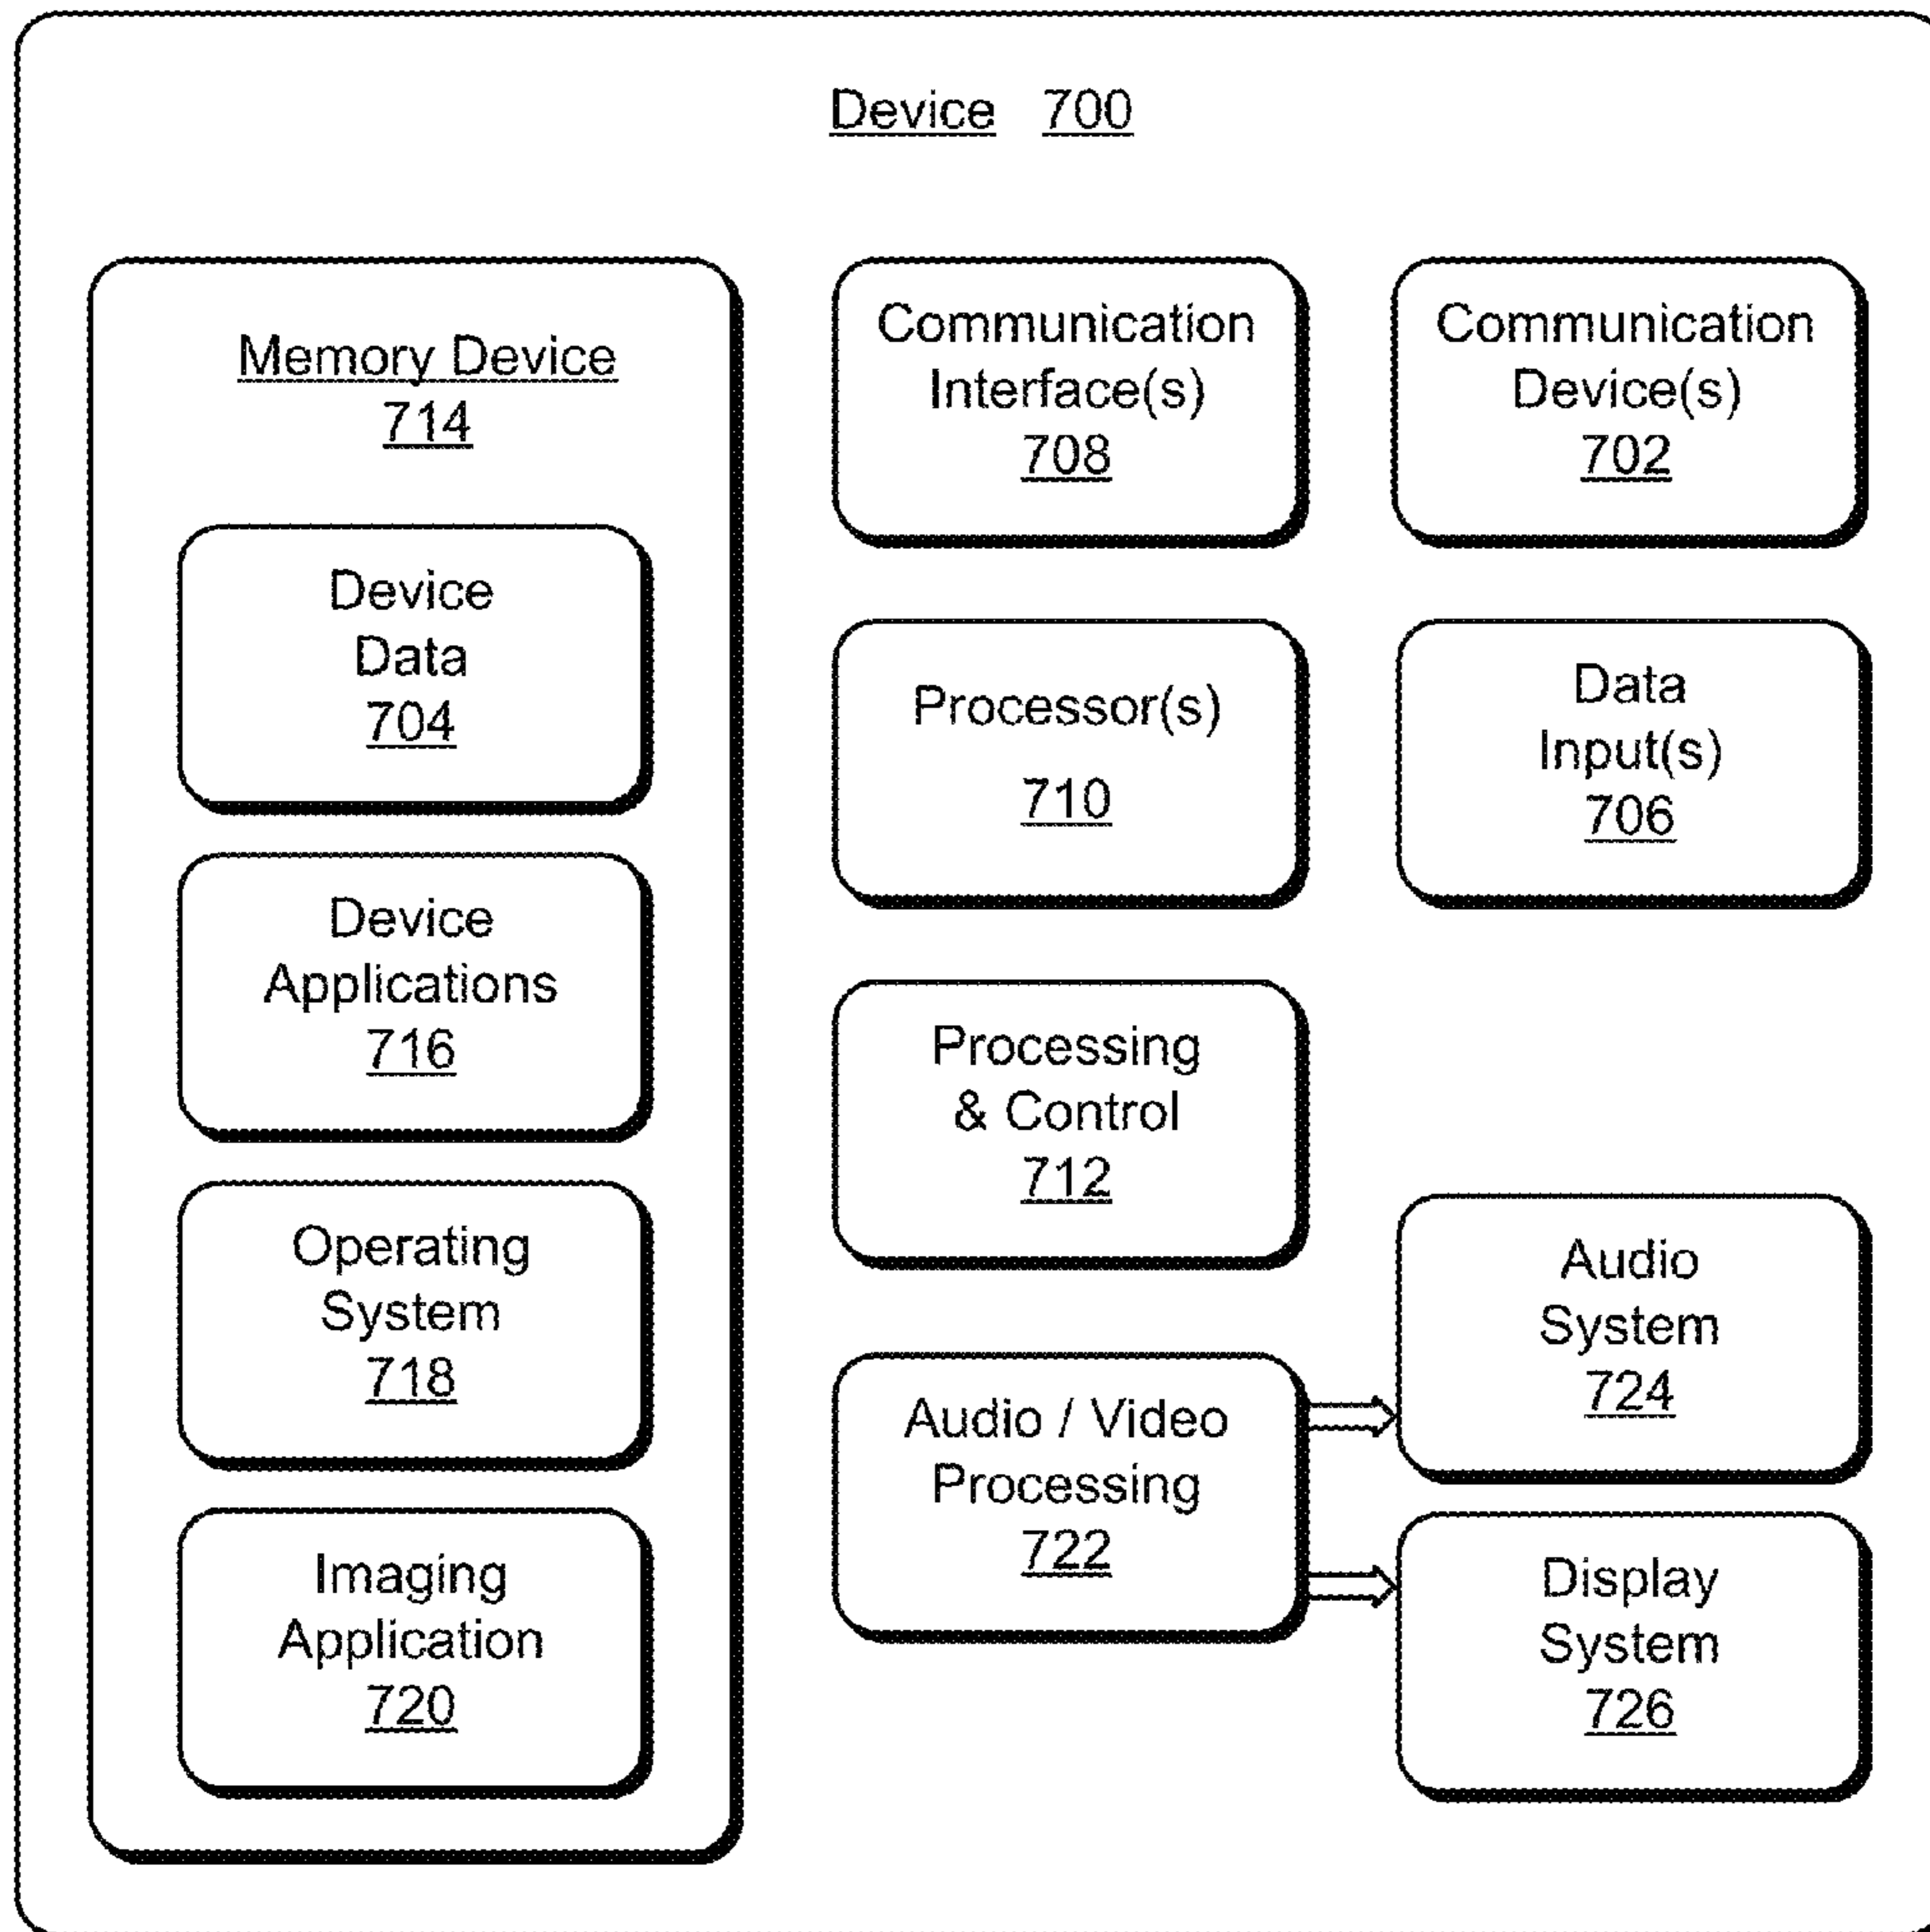 Device 700
Memory Device
714
Device
Data
704
Device
Applications
716
Operating
System
718
Imaging
Application
720
Communication
Interface(s)
708
Processor(s)
710
Processing
& Control
712
Audio / Video
Processing
722
Communication
Device(s)
702
Data
Input(s)
706
Audio
System
724
Display
System
726